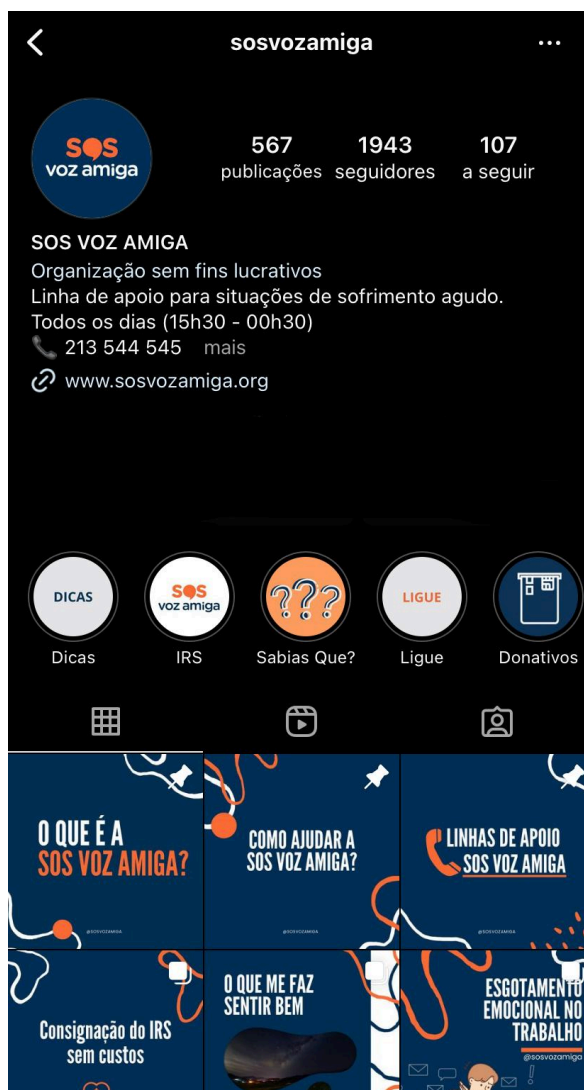 sosvozamiga
SOS
voz amiga
567 1943 107
publicações seguidores a seguir
SOS VOZ AMIGA
Organização sem fins lucrativos
Linha de apoio para situações de sofrimento agudo.
Todos os dias (15h30 - 00h30)
213 544 545 mais
www.sosvozamiga.org
DICAS
SOS
voz amiga
???
LIGUE
Dicas IRS Sabias Que? Ligue Donativos
O QUE É A
SOS VOZ AMIGA?
@SOSVOZAMIGA
COMO AJUDAR A
SOS VOZ AMIGA?
@SOSVOZAMIGA
LINHAS DE APOIO
SOS VOZ AMIGA
@SOSVOZAMIGA
Consignação do IRS
sem custos
O QUE ME FAZ
SENTIR BEM
ESGOTAMENTO
EMOCIONAL NO
TRABALHO
@sosvozamiga